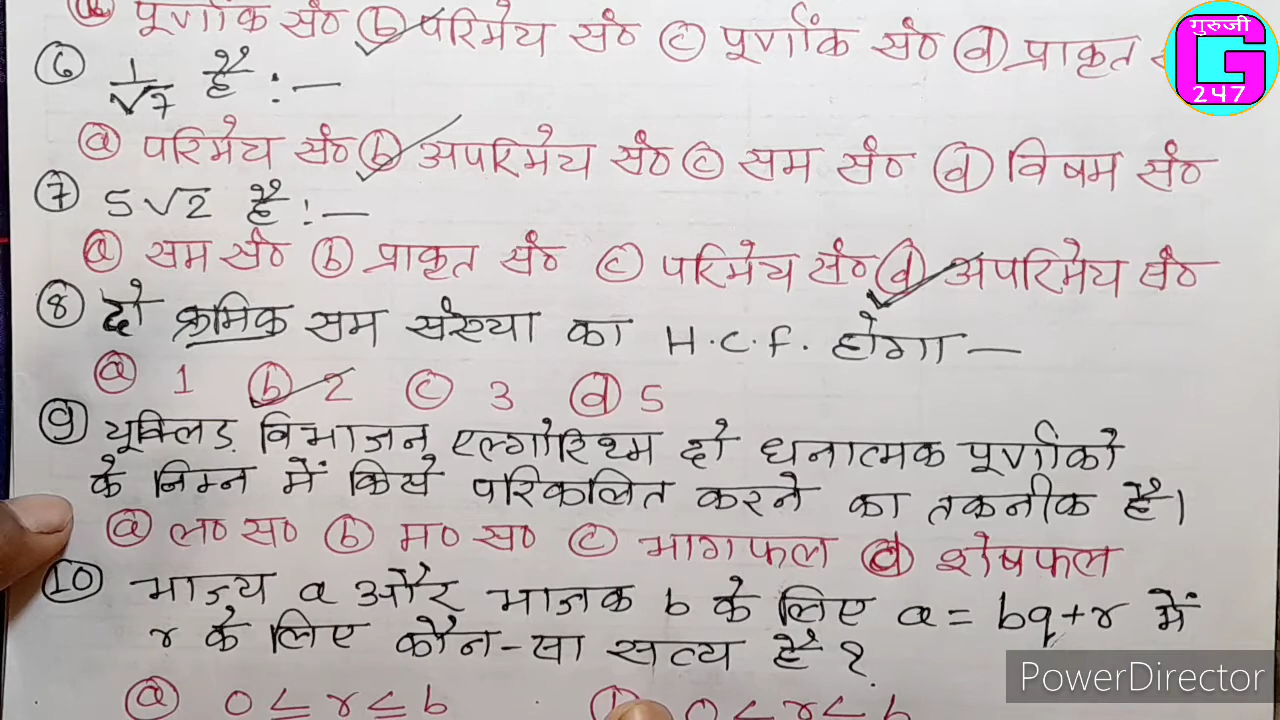 (a) पूर्णांक सं० (b) परिमेय सं० (c) पूर्णांक सं० (d) प्राकृत
गुरुजी
G
247
(6) 1/√7 है :—
(a) परिमेय सं० (b) अपरिमेय सं० (c) सम सं० (d) विषम सं०
(7) 5√2 है :—
(a) सम सं० (b) प्राकृत सं० (c) परिमेय सं० (d) अपरिमेय सं०
(8) दो क्रमिक सम संख्या का H.C.F. होगा —
(a) 1 (b) 2 (c) 3 (d) 5
(9) यूक्लिड विभाजन एल्गोरिथ्म दो धनात्मक पूर्णांको
के निम्न में किसे परिकलित करने का तकनीक है।
(a) ल० स० (b) म० स० (c) भागफल (d) शेषफल
(10) भाज्य a और भाजक b के लिए a = bq + r में
r के लिए कौन-सा सत्य है ?
(a) 0 ≤ r ≤ b
PowerDirector